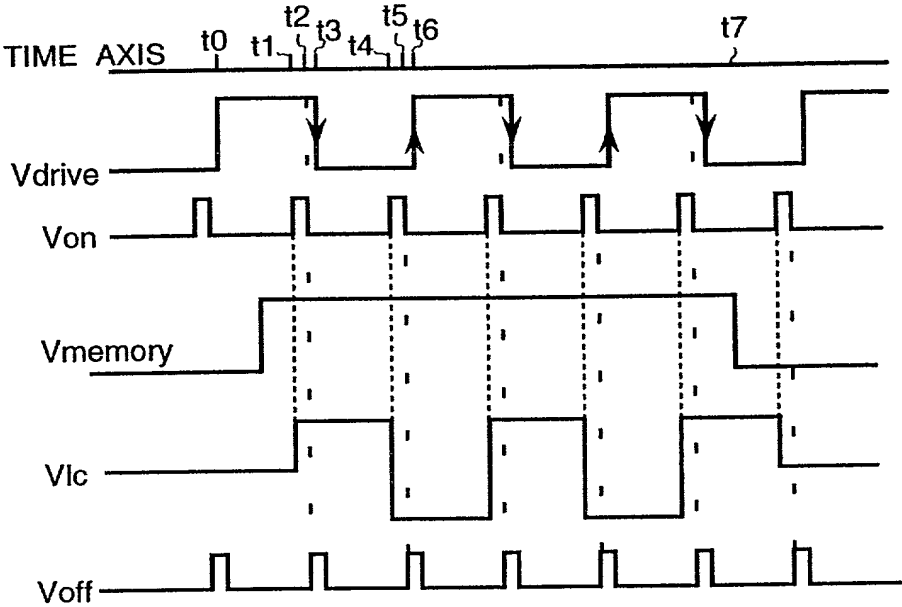 t0 t1 t2 t3 t4 t5 t6 t7
TIME AXIS
Vdrive
Von
Vmemory
Vlc
Voff